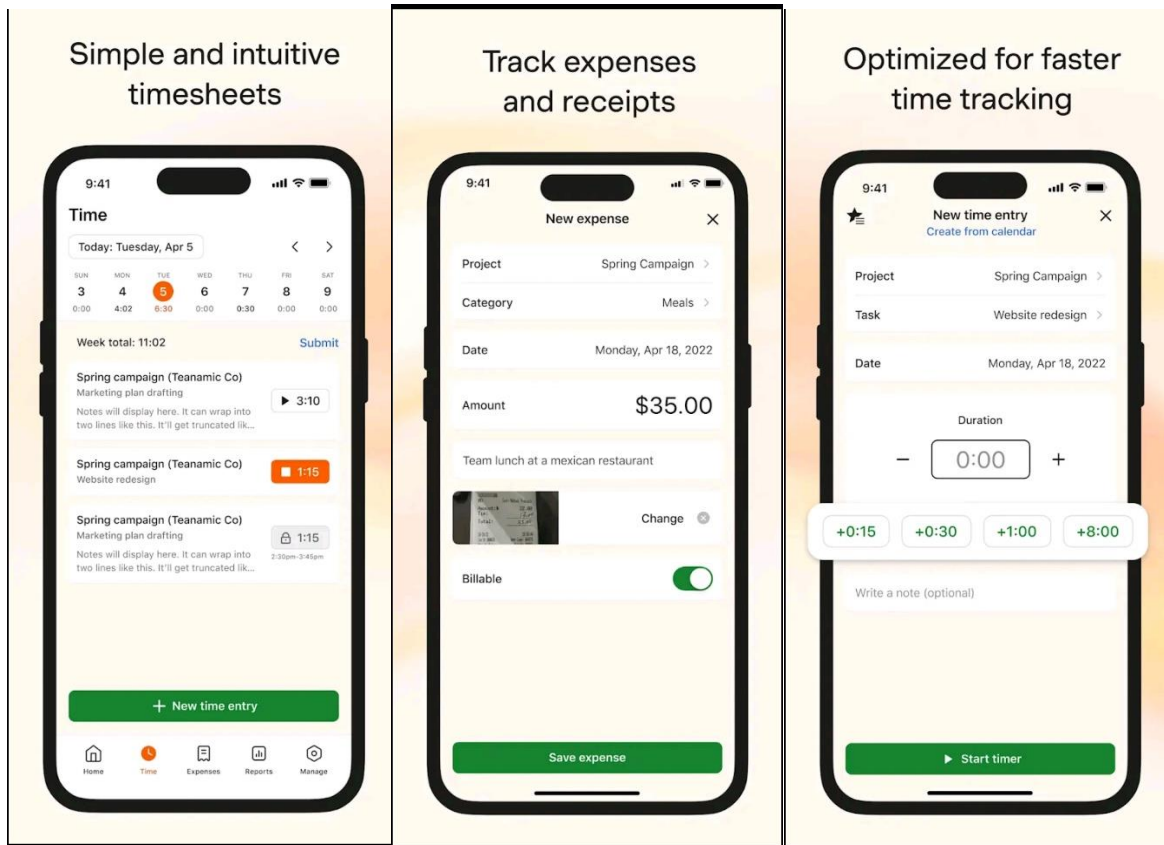 Simple and intuitive
timesheets
9:41
Time
Today: Tuesday, Apr 5
SUN MON TUE WED THU FRI SAT
3 4 5 6 7 8 9
0:00 4:02 6:30 0:00 0:30 0:00 0:00
Week total: 11:02 Submit
Spring campaign (Teanamic Co)
Marketing plan drafting
Notes will display here. It can wrap into
two lines like this. It'll get truncated lik...
3:10
Spring campaign (Teanamic Co)
Website redesign
1:15
Spring campaign (Teanamic Co)
Marketing plan drafting
Notes will display here. It can wrap into
two lines like this. It'll get truncated lik...
1:15
2:30pm-3:45pm
+ New time entry
Home Time Expenses Reports Manage
Track expenses
and receipts
9:41
New expense
Project Spring Campaign
Category Meals
Date Monday, Apr 18, 2022
Amount $35.00
Team lunch at a mexican restaurant
Change
Billable
Save expense
Optimized for faster
time tracking
9:41
New time entry
Create from calendar
Project Spring Campaign
Task Website redesign
Date Monday, Apr 18, 2022
Duration
− 0:00 +
+0:15 +0:30 +1:00 +8:00
Write a note (optional)
Start timer